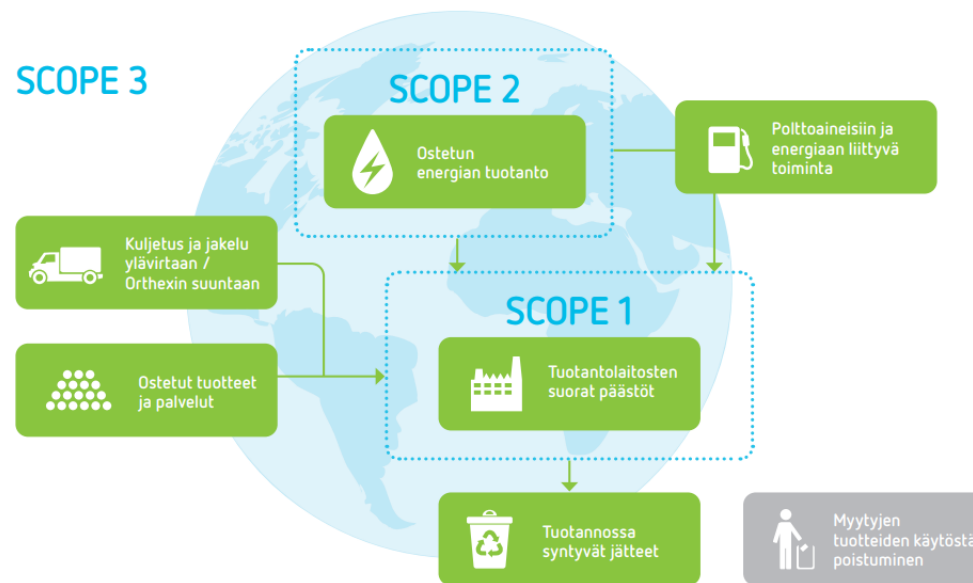 SCOPE 3
SCOPE 2
Ostetun
energian tuotanto
Polttoaineisiin ja
energiaan liittyvä
toiminta
Kuljetus ja jakelu
ylävirtaan /
Orthexin suuntaan
SCOPE 1
Ostetut tuotteet
ja palvelut
Tuotantolaitosten
suorat päästöt
Tuotannossa
syntyvät jätteet
Myytyjen
tuotteiden käytöstä
poistuminen